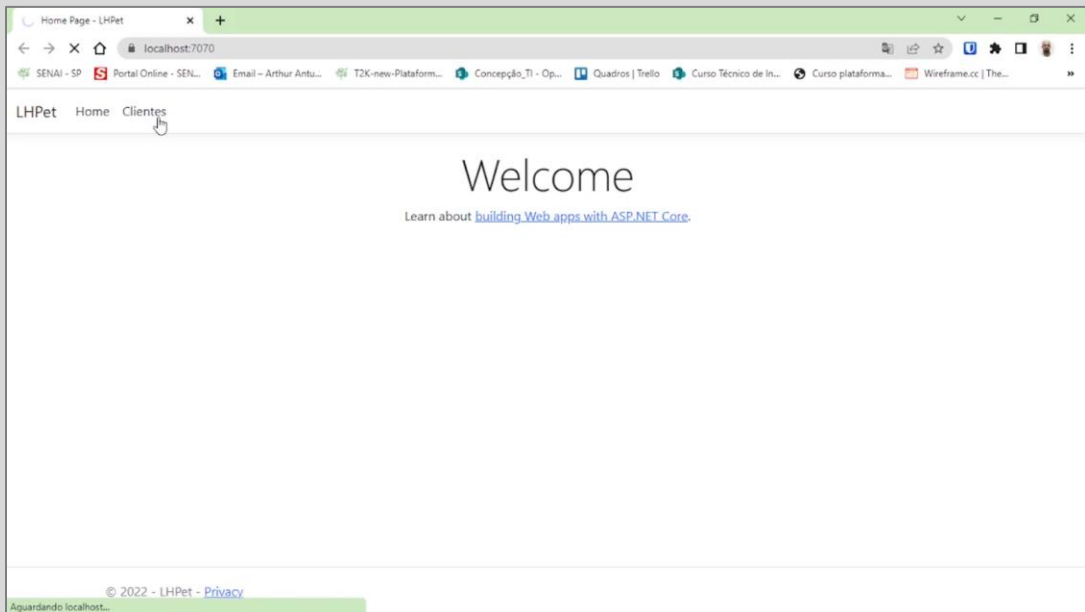 Home Page - LHPet
localhost:7070
SENAI - SP Portal Online - SEN... Email – Arthur Antu... T2K-new-Plataform... Concepção_TI - Op... Quadros | Trello Curso Técnico de In... Curso plataforma... Wireframe.cc | The... »
LHPet Home Clientes
Welcome
Learn about building Web apps with ASP.NET Core.
© 2022 - LHPet - Privacy
Aguardando localhost...